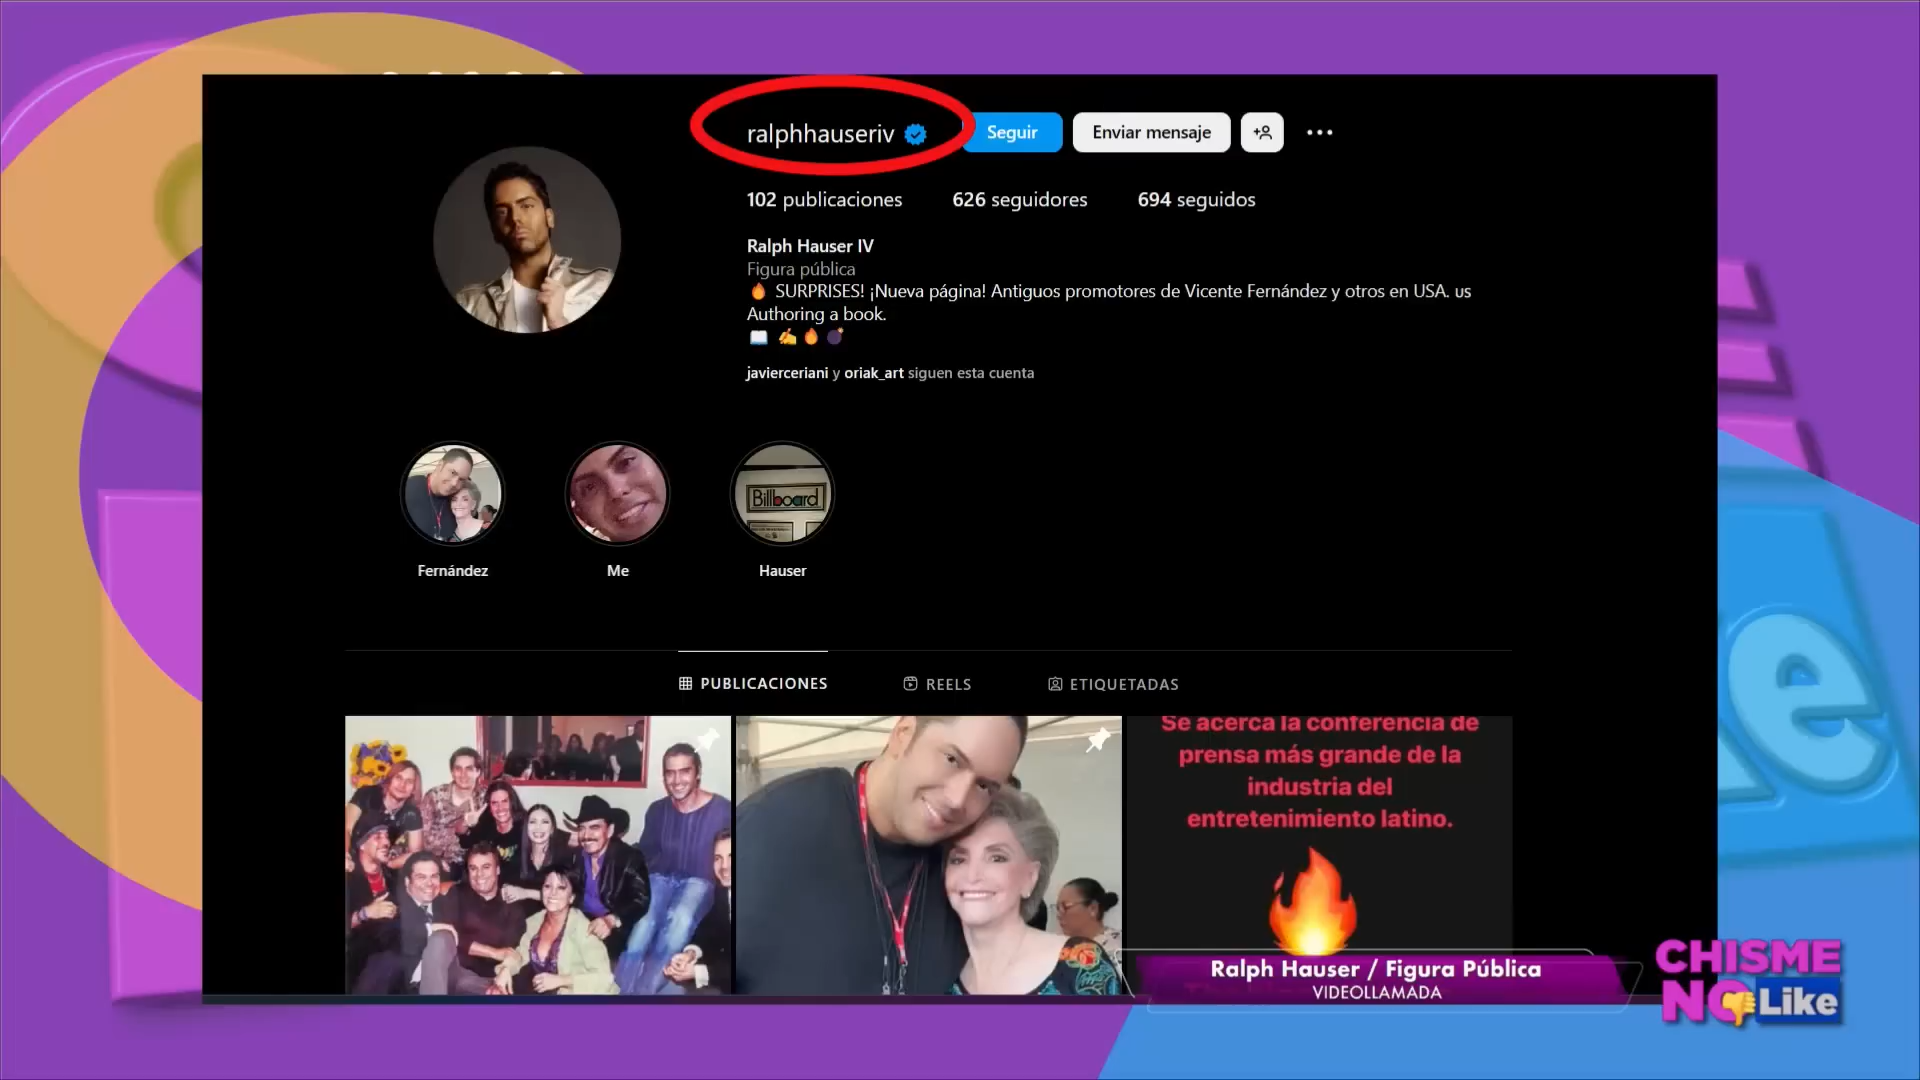 ralphhauseriv
Seguir
Enviar mensaje
102 publicaciones
626 seguidores
694 seguidos
Ralph Hauser IV
Figura pública
🔥 SURPRISES! ¡Nueva página! Antiguos promotores de Vicente Fernández y otros en USA. us
Authoring a book.
📖 ✍️🔥💣
javierceriani y oriak_art siguen esta cuenta
Billboard
Fernández
Me
Hauser
PUBLICACIONES
REELS
ETIQUETADAS
Se acerca la conferencia de
prensa más grande de la
industria del
entretenimiento latino.
Ralph Hauser / Figura Pública
VIDEOLLAMADA
CHISME
NO Like